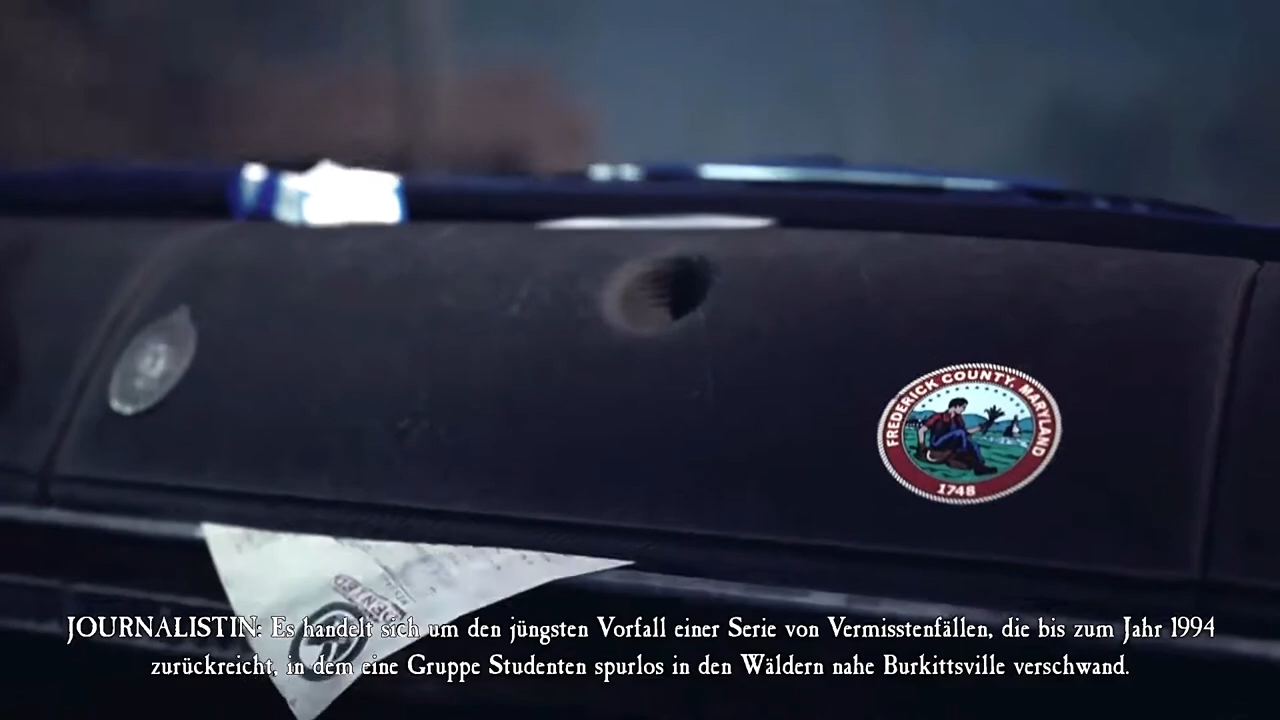 FREDERICK COUNTY, MARYLAND
1748
DENIED
JOURNALISTIN: Es handelt sich um den jüngsten Vorfall einer Serie von Vermisstenfällen, die bis zum Jahr 1994
zurückreicht, in dem eine Gruppe Studenten spurlos in den Wäldern nahe Burkittsville verschwand.